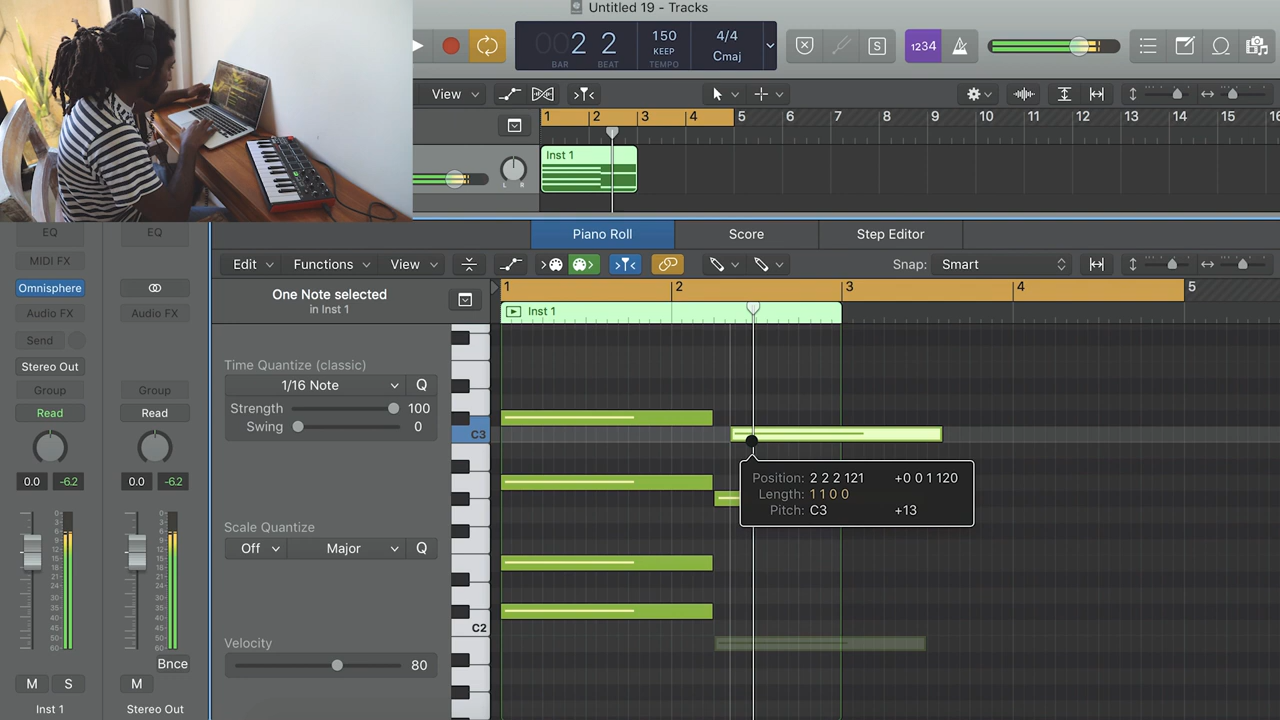 Untitled 19 - Tracks
002 2
BAR BEAT
150
KEEP
TEMPO
4/4
Cmaj
S
1234
View
1 2 3 4 5 6 7 8 9 10 11 12 13 14 15 16
Inst 1
L R
Piano Roll Score Step Editor
EQ EQ
MIDI FX
Omnisphere
Audio FX Audio FX
Send
Stereo Out
Group Group
Read Read
0.0 -6.2 0.0 -6.2
Bnce
M S M
Inst 1 Stereo Out
Edit Functions View
Snap: Smart
One Note selected
in Inst 1
1 2 3 4 5
Inst 1
Time Quantize (classic)
1/16 Note Q
Strength 100
Swing 0
Scale Quantize
Off Major Q
Velocity
80
C3
C2
Position: 2 2 2 121 +0 0 1 120
Length: 1 1 0 0
Pitch: C3 +13